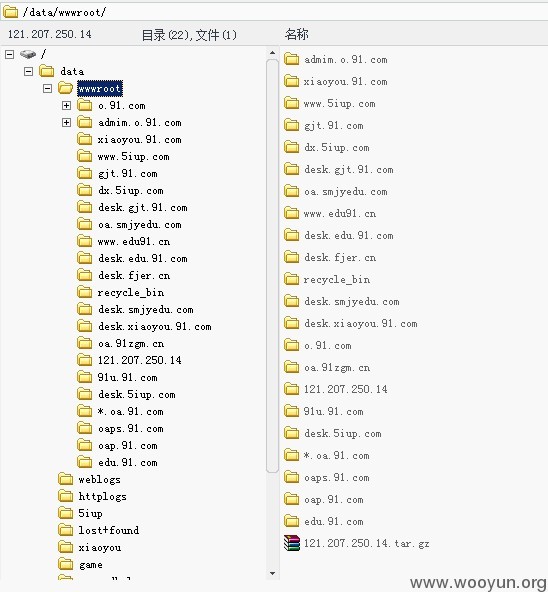 /data/wwwroot/
121.207.250.14 目录(22),文件(1) 名称
/
data
wwwroot
o.91.com
admim.o.91.com
xiaoyou.91.com
www.5iup.com
gjt.91.com
dx.5iup.com
desk.gjt.91.com
oa.smjyedu.com
www.edu91.cn
desk.edu.91.com
desk.fjer.cn
recycle_bin
desk.smjyedu.com
desk.xiaoyou.91.com
oa.91zgm.cn
121.207.250.14
91u.91.com
desk.5iup.com
*.oa.91.com
oaps.91.com
oap.91.com
edu.91.com
weblogs
httplogs
5iup
lost+found
xiaoyou
game
admim.o.91.com
xiaoyou.91.com
www.5iup.com
gjt.91.com
dx.5iup.com
desk.gjt.91.com
oa.smjyedu.com
www.edu91.cn
desk.edu.91.com
desk.fjer.cn
recycle_bin
desk.smjyedu.com
desk.xiaoyou.91.com
o.91.com
oa.91zgm.cn
121.207.250.14
91u.91.com
desk.5iup.com
*.oa.91.com
oaps.91.com
oap.91.com
edu.91.com
121.207.250.14.tar.gz
www.wooyun.org